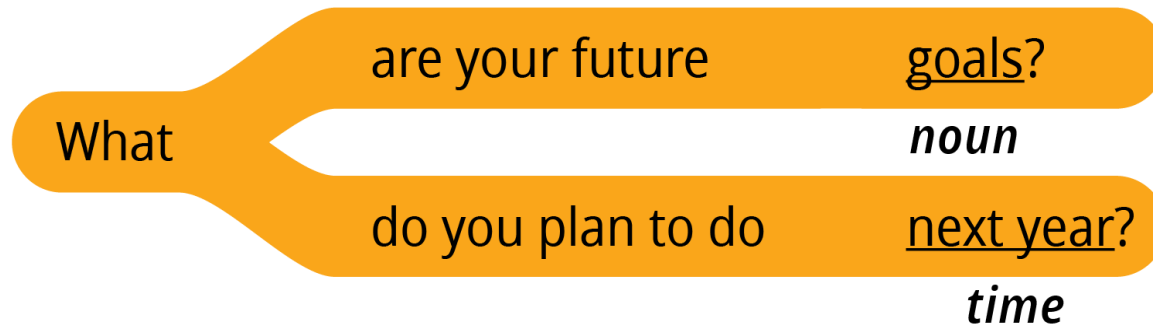 What
are your future goals?
noun
do you plan to do next year?
time